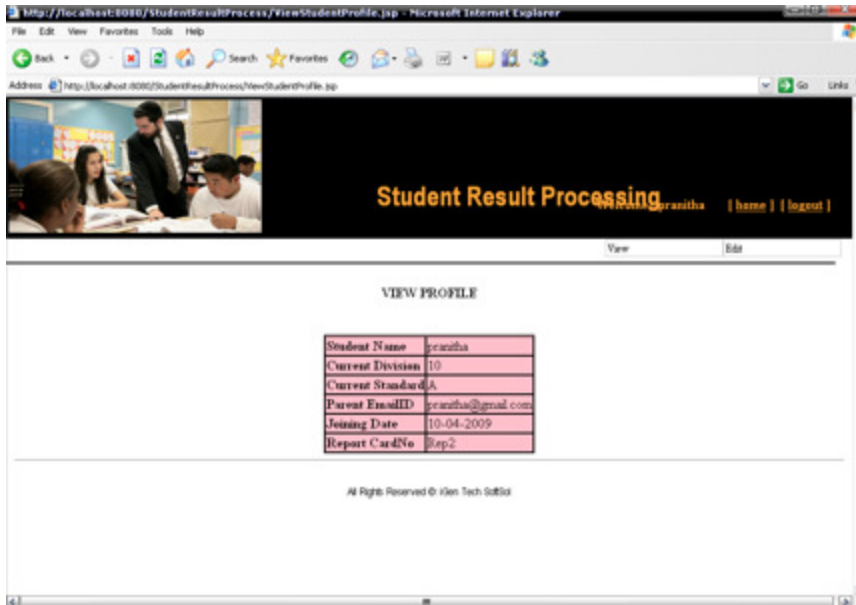 http://localhost:8080/StudentResultProcess/ViewStudentProfile.jsp - Microsoft Internet Explorer
File Edit View Favorites Tools Help
Back Search Favorites
Address http://localhost:8080/StudentResultProcess/ViewStudentProfile.jsp Go Links
Student Result Processing
pranitha [ home ] [ logout ]
View Edit
VIEW PROFILE
Student Name pranitha
Current Division 10
Current Standard A
Parent EmailID pranitha@gmail.com
Joining Date 10-04-2009
Report CardNo Rep2
All Rights Reserved © iGen Tech SoftSol